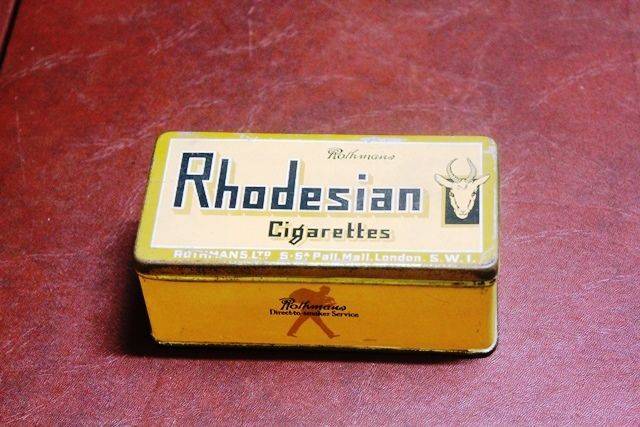 Rothmans
Rhodesian
Cigarettes
ROTHMANS LTD 5·5A Pall. Mall. London. S.W.1.
Rothmans
Direct-to-smoker Service